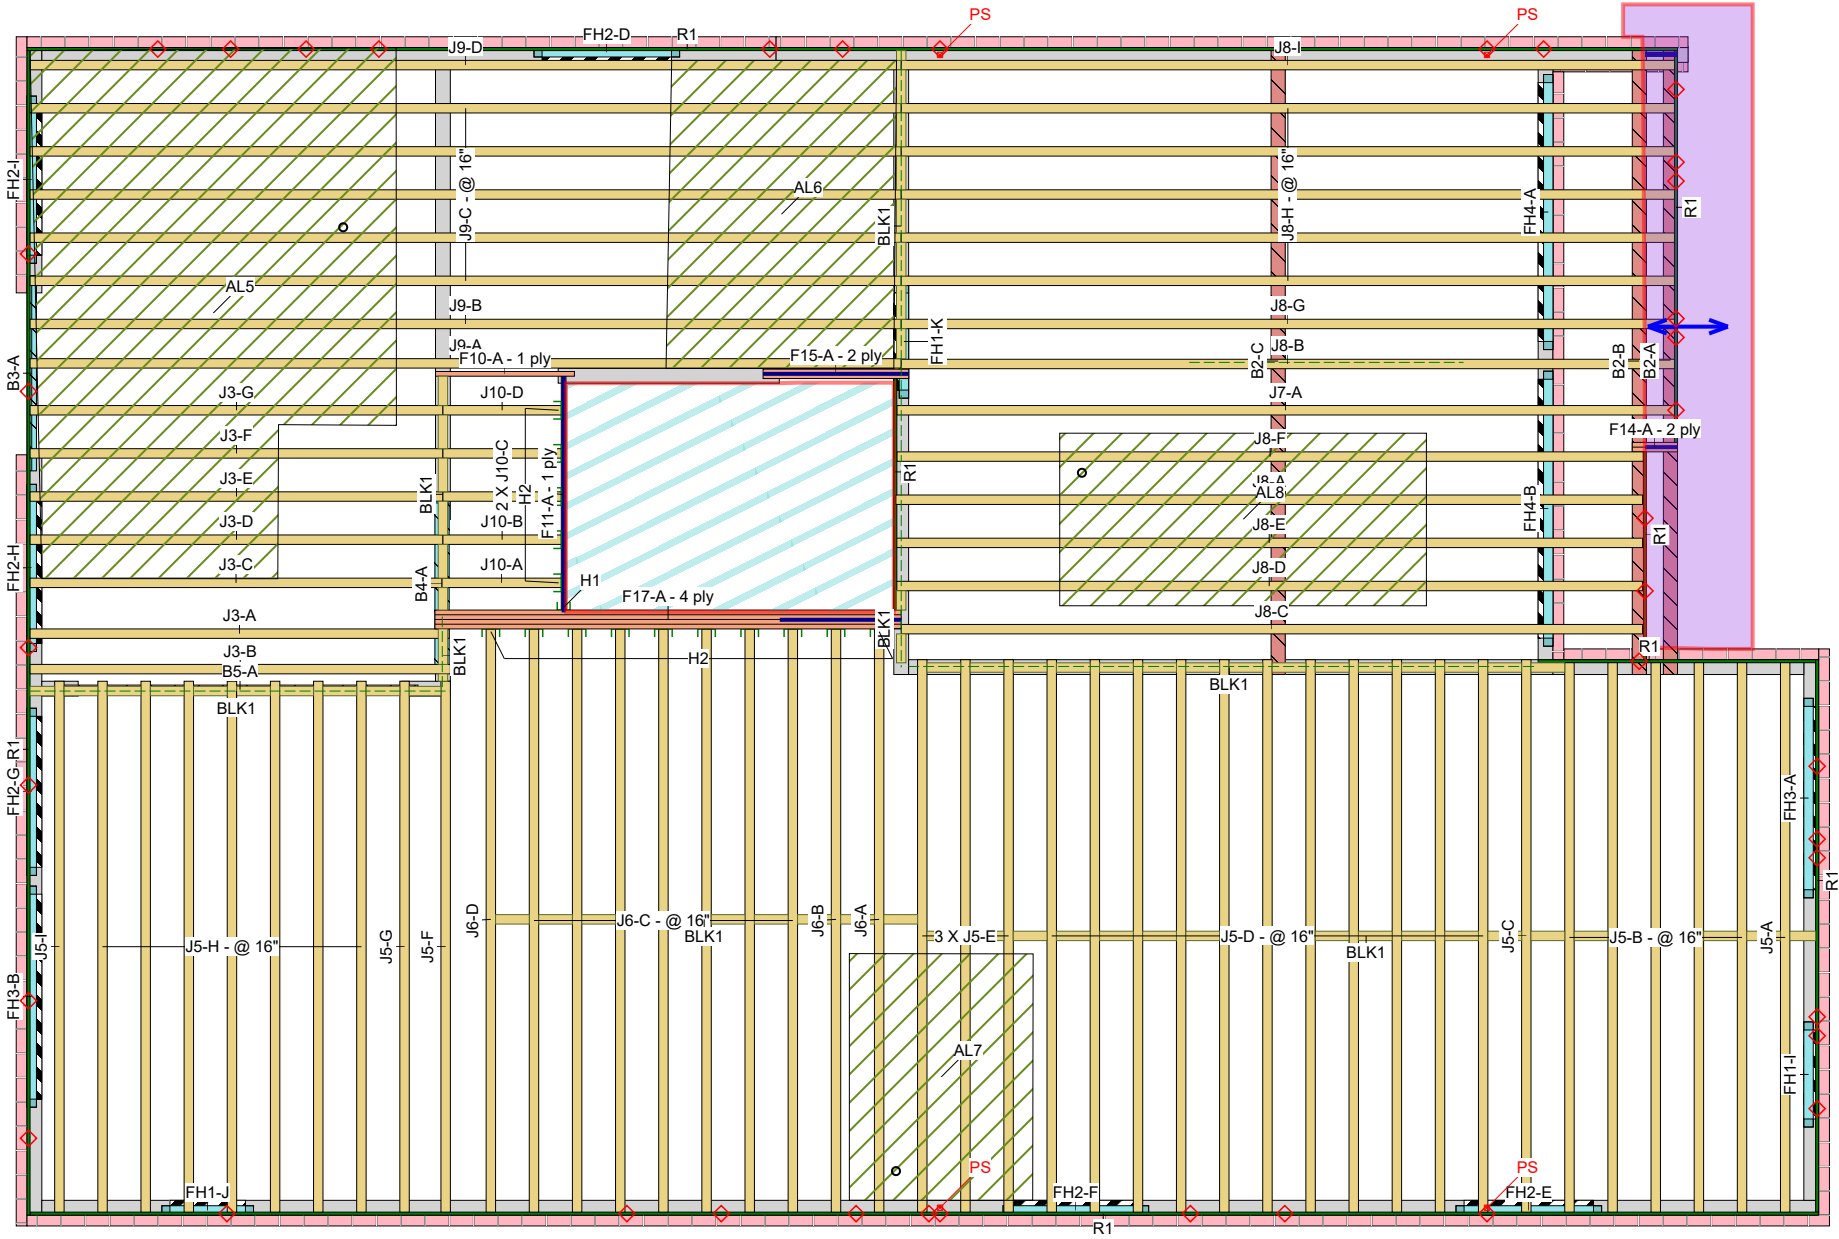 PS
PS
J9-D
FH2-D
R1
J8-I
FH2-I
J9-C - @ 16"
AL6
BLK1
J8-H - @ 16"
FH4-A
R1
AL5
J9-B
J8-G
J9-A
F10-A - 1 ply
F15-A - 2 ply
FH1-K
J8-B
B2-C
B2-B
B2-A
B3-A
J3-G
J10-D
J7-A
F14-A - 2 ply
J3-F
J8-F
J3-E
BLK1
2 X J10-C
H2
F11-A - 1 ply
R1
J8-A
AL8
FH4-B
J3-D
J10-B
J8-E
R1
FH2-H
J3-C
B4-A
J10-A
H1
J8-D
F17-A - 4 ply
J8-C
J3-A
BLK1
BLK1
J3-B
H2
R1
B5-A
BLK1
BLK1
R1
FH2-G
FH3-A
R1
J5-I
J5-H - @ 16"
J5-G
J5-F
J6-D
J6-C - @ 16"
BLK1
J6-B
J6-A
3 X J5-E
J5-D - @ 16"
BLK1
J5-C
J5-B - @ 16"
J5-A
FH3-B
AL7
FH1-I
PS
PS
FH1-J
FH2-F
FH2-E
R1